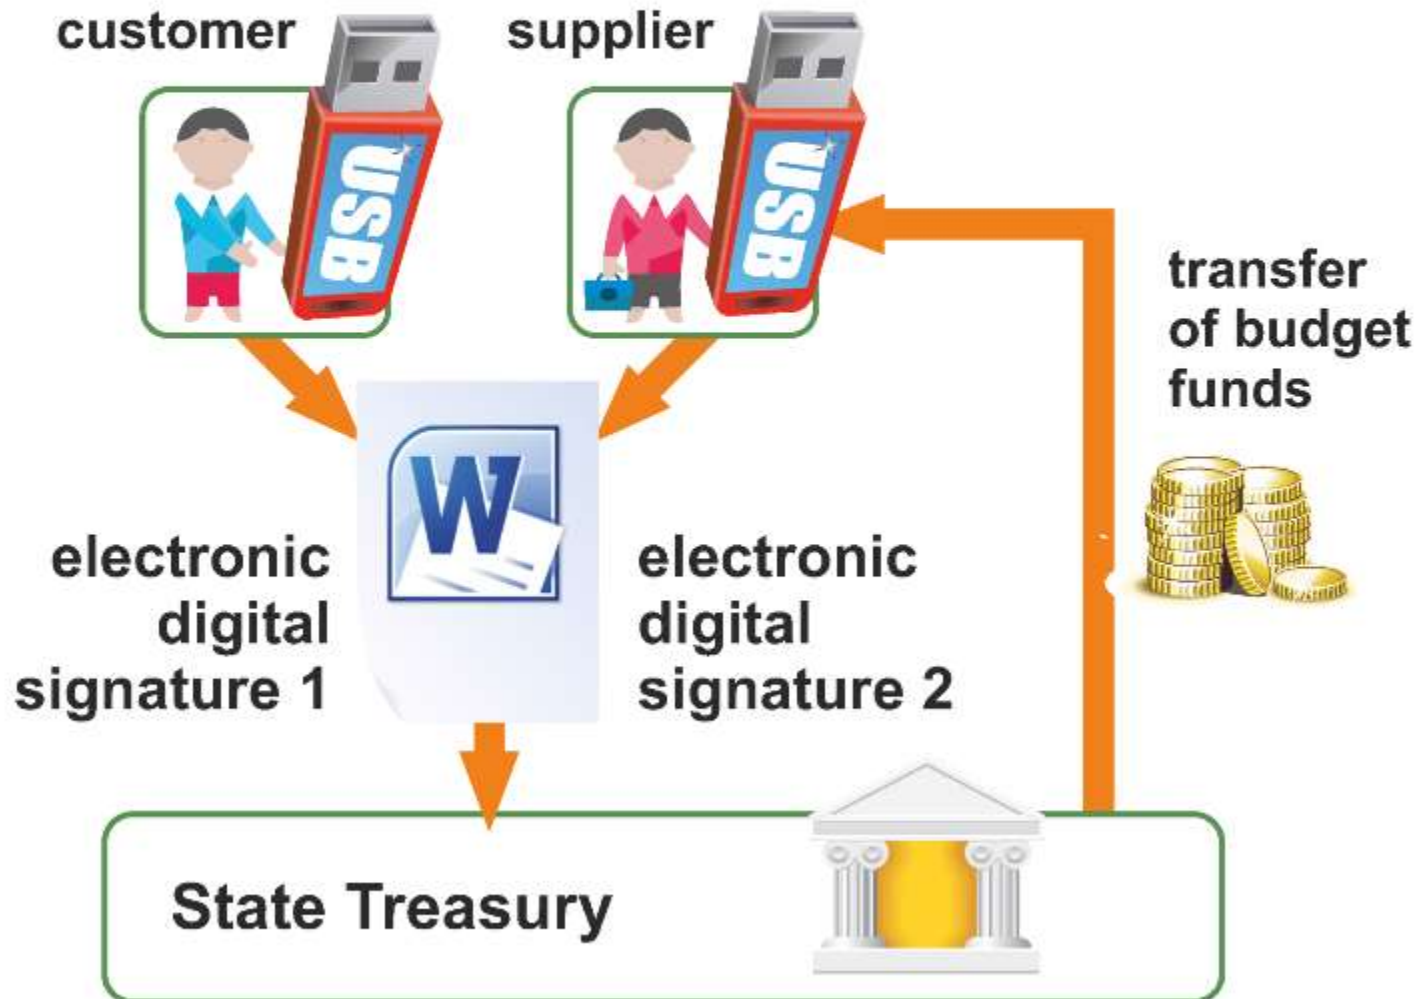 customer
supplier
USB
USB
transfer
of budget
funds
W
electronic
digital
signature 1
electronic
digital
signature 2
State Treasury